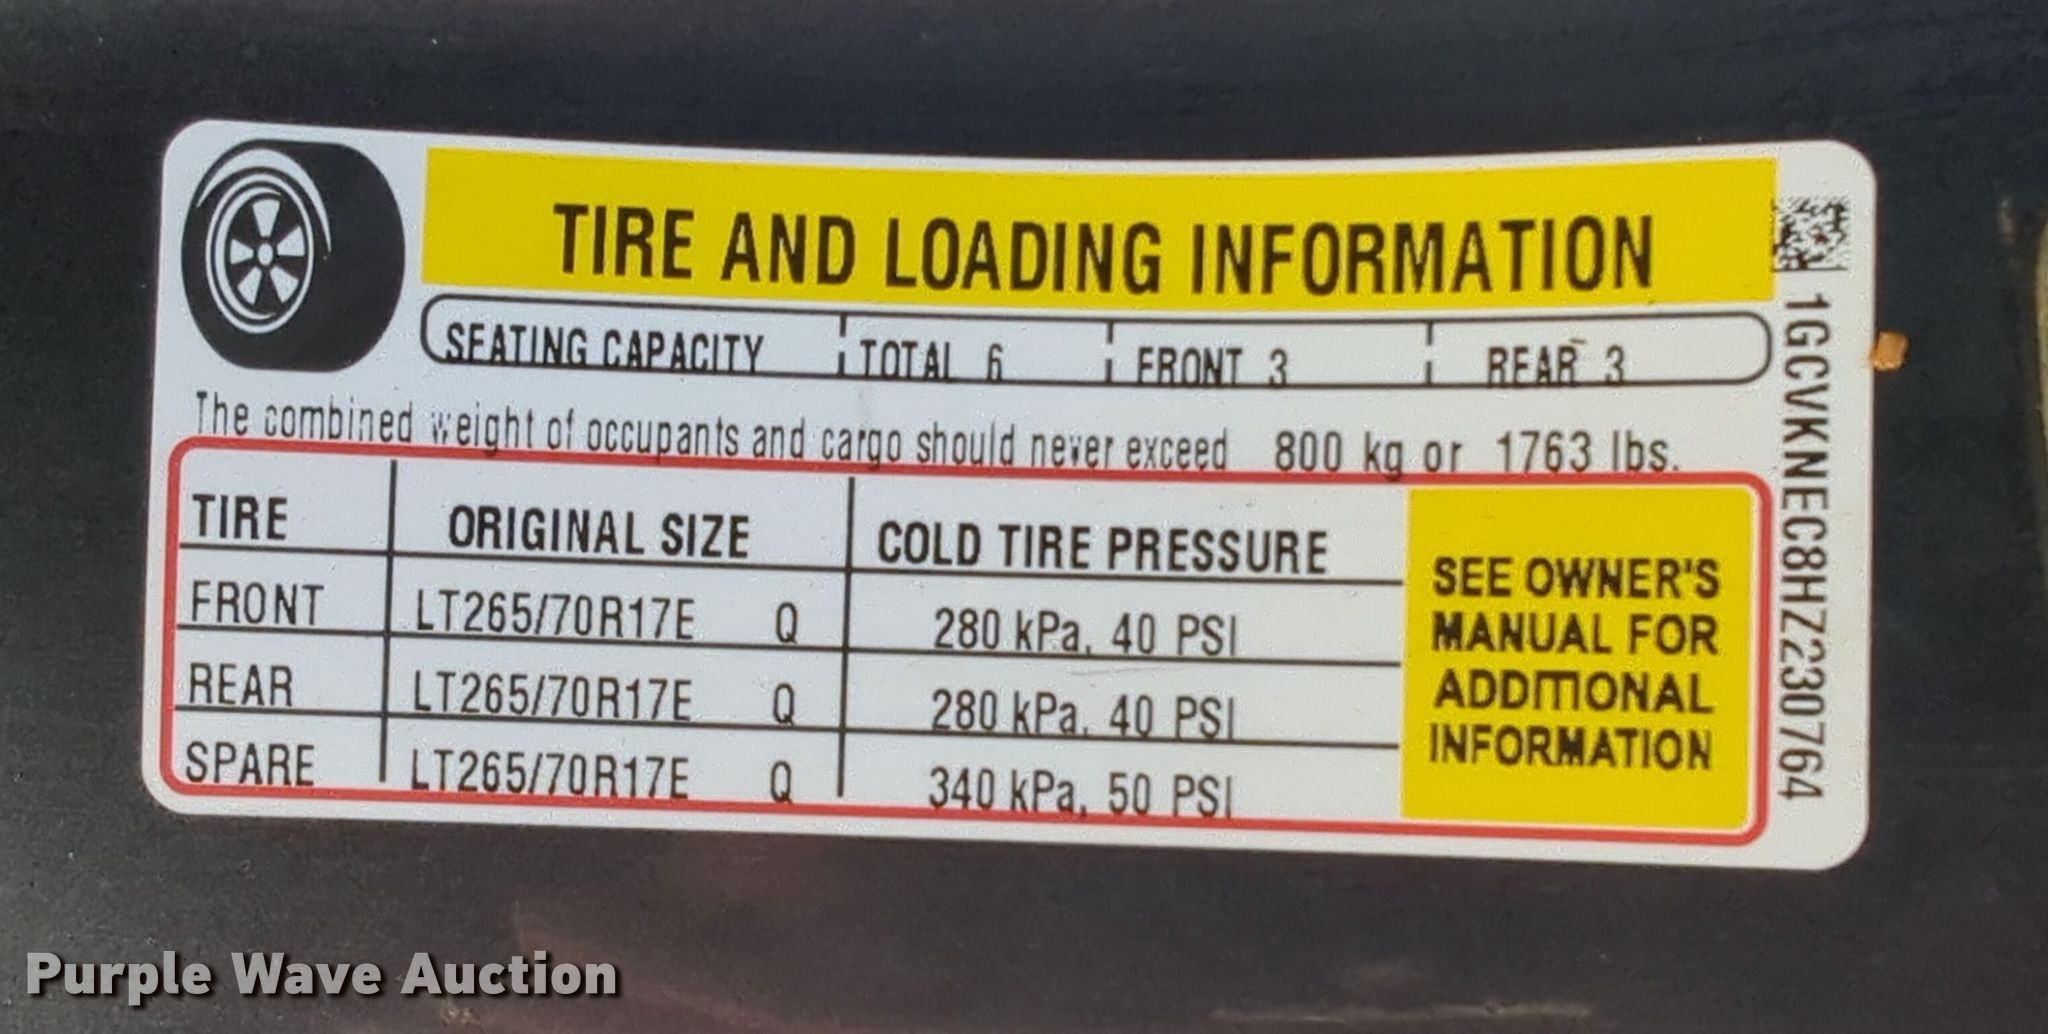 TIRE AND LOADING INFORMATION
SEATING CAPACITY TOTAL 6 FRONT 3 REAR 3
The combined weight of occupants and cargo should never exceed 800 kg or 1763 lbs.
TIRE ORIGINAL SIZE COLD TIRE PRESSURE
FRONT LT265/70R17E Q 280 kPa, 40 PSI
REAR LT265/70R17E Q 280 kPa, 40 PSI
SPARE LT265/70R17E Q 340 kPa, 50 PSI
SEE OWNER'S
MANUAL FOR
ADDITIONAL
INFORMATION
1GCVKNEC8HZ230764
Purple Wave Auction